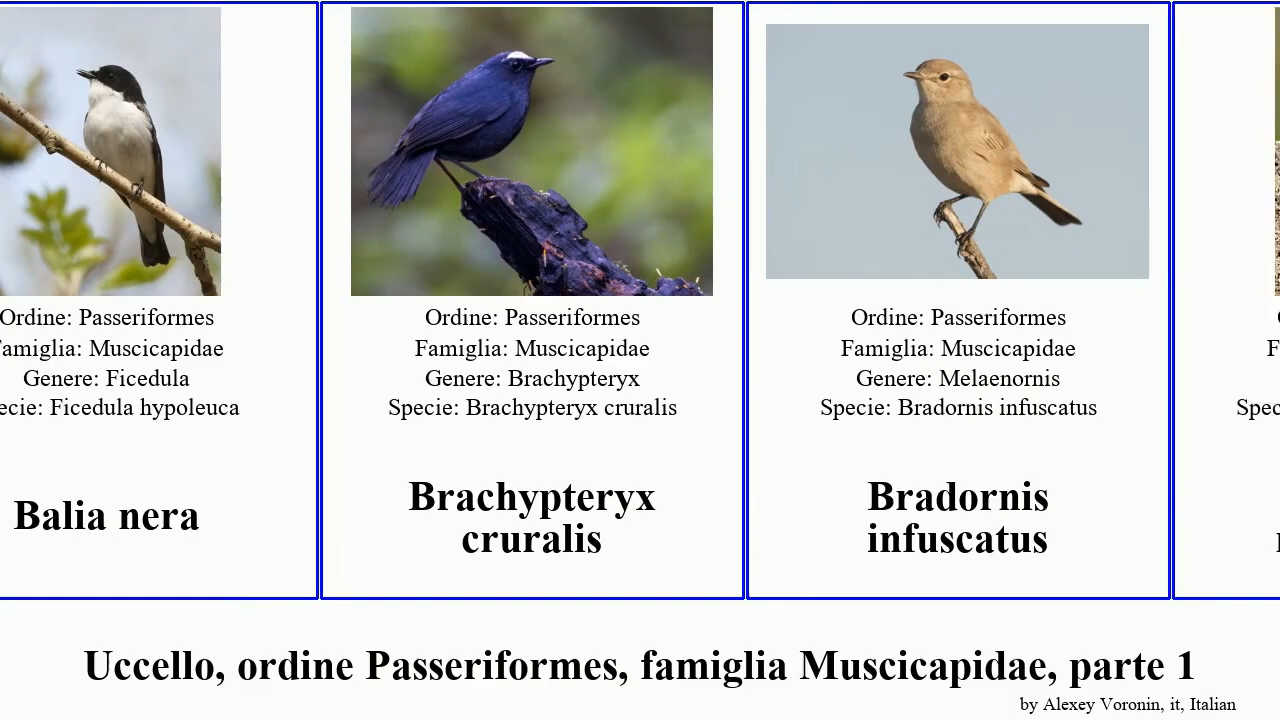 Ordine: Passeriformes
Famiglia: Muscicapidae
Genere: Ficedula
Ficedula hypoleuca
Balia nera
Ordine: Passeriformes
Famiglia: Muscicapidae
Genere: Brachypteryx
Specie: Brachypteryx cruralis
Brachypteryx
cruralis
Ordine: Passeriformes
Famiglia: Muscicapidae
Genere: Melaenornis
Specie: Bradornis infuscatus
Bradornis
infuscatus
Uccello, ordine Passeriformes, famiglia Muscicapidae, parte 1
by Alexey Voronin, it, Italian